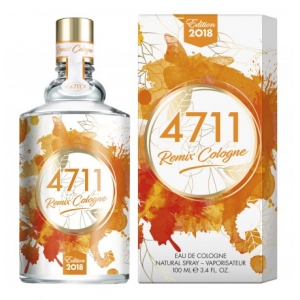 4711
Remix Cologne
Edition
2018
Edition
2018
4711
Remix Cologne
EAU DE COLOGNE
NATURAL SPRAY - VAPORISATEUR
100 ML ℮ 3.4 FL. OZ.